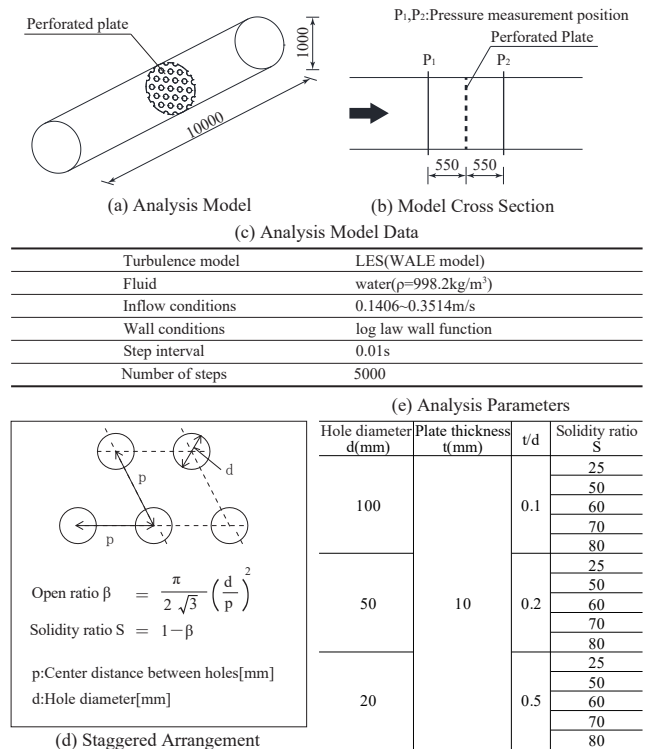 Perforated plate
1000
10000
(a) Analysis Model
P₁,P₂:Pressure measurement position
Perforated Plate
P₁
P₂
550
550
(b) Model Cross Section
(c) Analysis Model Data
Turbulence model LES(WALE model)
Fluid water(ρ=998.2kg/m³)
Inflow conditions 0.1406~0.3514m/s
Wall conditions log law wall function
Step interval 0.01s
Number of steps 5000
d
p
p
Open ratio β = π/(2√3) (d/p)²
Solidity ratio S = 1−β
p:Center distance between holes[mm]
d:Hole diameter[mm]
(d) Staggered Arrangement
(e) Analysis Parameters
Hole diameter d(mm) Plate thickness t(mm) t/d Solidity ratio S
25
50
100 0.1 60
70
80
25
50
50 10 0.2 60
70
80
25
50
20 0.5 60
70
80